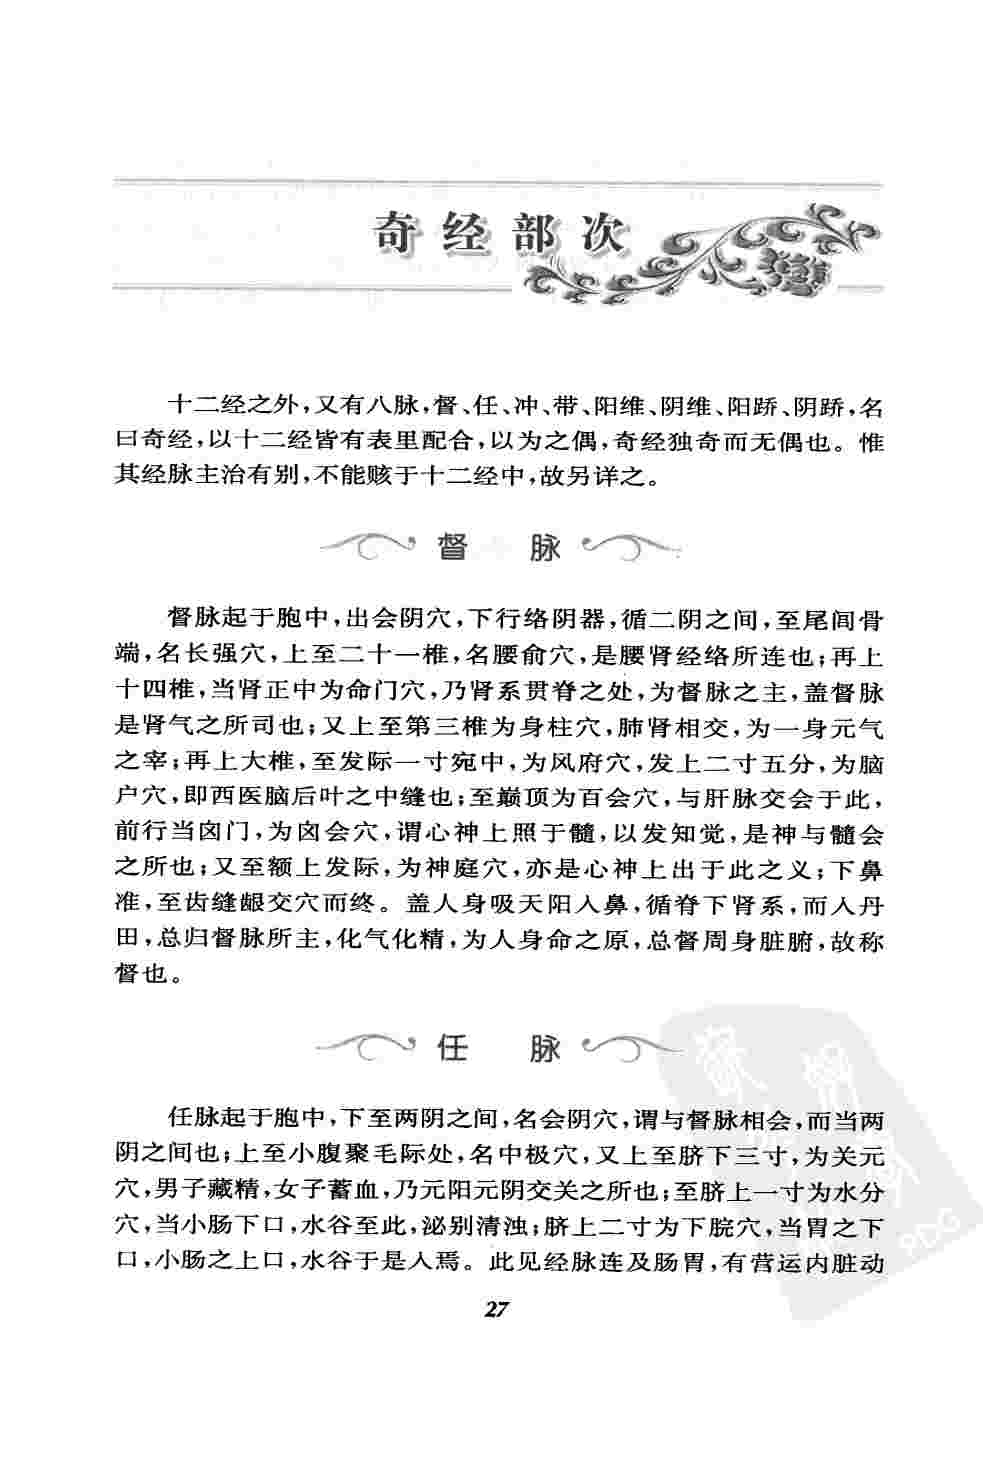 奇经部次
十二经之外,又有八脉,督、任、冲、带、阳维、阴维、阳跷、阴跷,名
曰奇经,以十二经皆有表里配合,以为之偶,奇经独奇而无偶也。惟
其经脉主治有别,不能赅于十二经中,故另详之。
督 脉
督脉起于胞中,出会阴穴,下行络阴器,循二阴之间,至尾闾骨
端,名长强穴,上至二十一椎,名腰俞穴,是腰肾经络所连也;再上
十四椎,当肾正中为命门穴,乃肾系贯脊之处,为督脉之主,盖督脉
是肾气之所司也;又上至第三椎为身柱穴,肺肾相交,为一身元气
之宰;再上大椎,至发际一寸宛中,为风府穴,发上二寸五分,为脑
户穴,即西医脑后叶之中缝也;至巅顶为百会穴,与肝脉交会于此,
前行当囟门,为囟会穴,谓心神上照于髓,以发知觉,是神与髓会
之所也;又至额上发际,为神庭穴,亦是心神上出于此之义;下鼻
准,至齿缝龈交穴而终。盖人身吸天阳入鼻,循脊下肾系,而入丹
田,总归督脉所主,化气化精,为人身命之原,总督周身脏腑,故称
督也。
任 脉
任脉起于胞中,下至两阴之间,名会阴穴,谓与督脉相会,而当两
阴之间也;上至小腹聚毛际处,名中极穴,又上至脐下三寸,为关元
穴,男子藏精,女子蓄血,乃元阳元阴交关之所也;至脐上一寸为水分
穴,当小肠下口,水谷至此,泌别清浊;脐上二寸为下脘穴,当胃之下
口,小肠之上口,水谷于是入焉。此见经脉连及肠胃,有营运内脏动
27
PDG